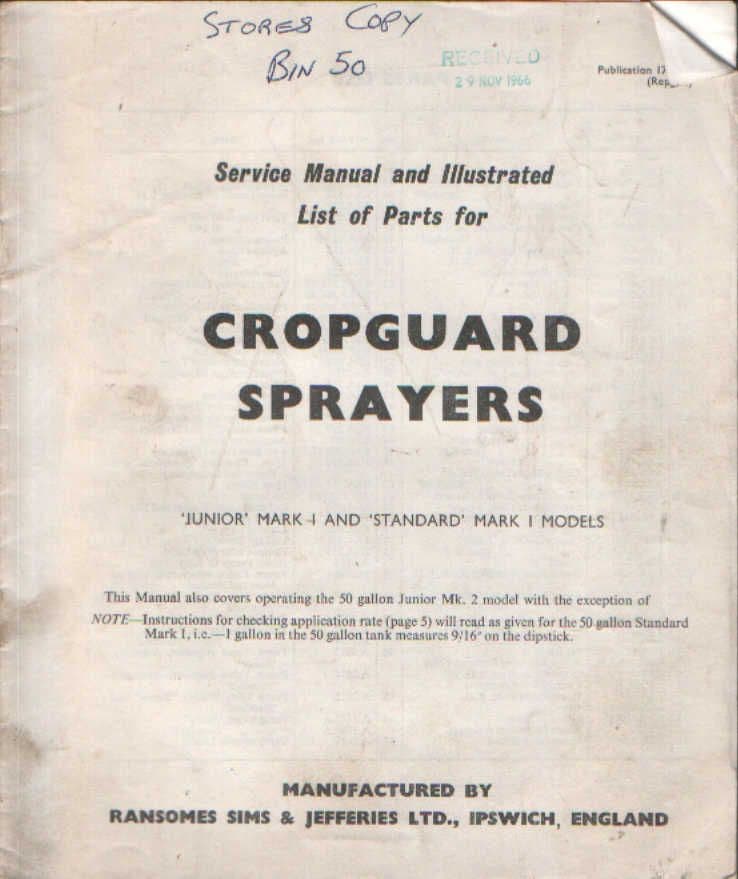 STORES COPY
BIN 50
RECEIVED
29 NOV 1966
Publication
Service Manual and Illustrated
List of Parts for
CROPGUARD
SPRAYERS
'JUNIOR' MARK I AND 'STANDARD' MARK I MODELS
This Manual also covers operating the 50 gallon Junior Mk. 2 model with the exception of
NOTE—Instructions for checking application rate (page 5) will read as given for the 50 gallon Standard
Mark 1, i.e.—1 gallon in the 50 gallon tank measures 9/16" on the dipstick.
MANUFACTURED BY
RANSOMES SIMS & JEFFERIES LTD., IPSWICH, ENGLAND